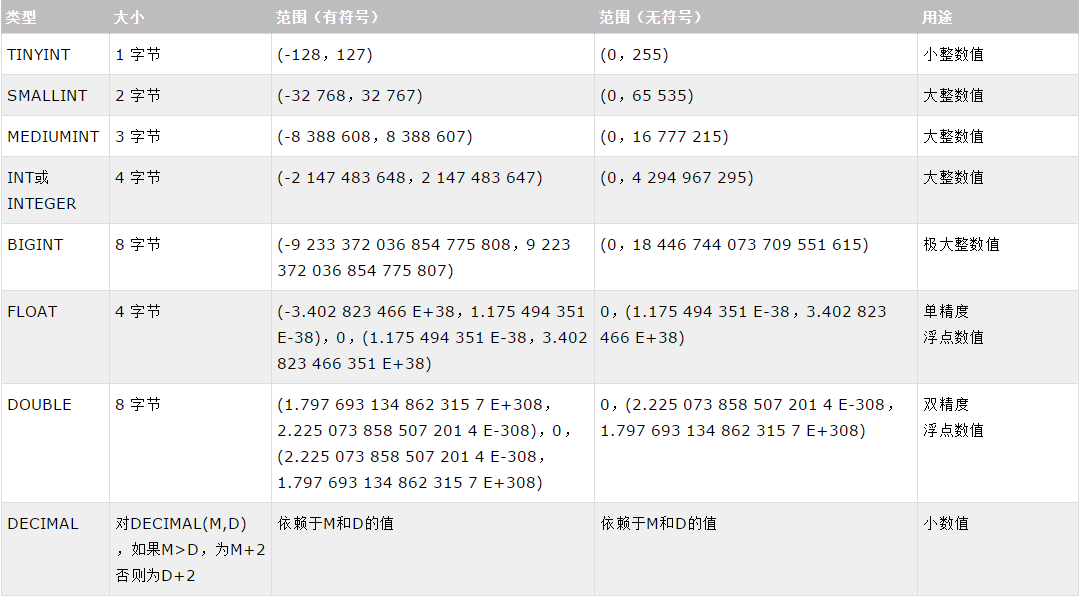 类型 大小 范围（有符号） 范围（无符号） 用途
TINYINT 1 字节 (-128，127) (0，255) 小整数值
SMALLINT 2 字节 (-32 768，32 767) (0，65 535) 大整数值
MEDIUMINT 3 字节 (-8 388 608，8 388 607) (0，16 777 215) 大整数值
INT或 4 字节 (-2 147 483 648，2 147 483 647) (0，4 294 967 295) 大整数值
INTEGER
BIGINT 8 字节 (-9 233 372 036 854 775 808，9 223 (0，18 446 744 073 709 551 615) 极大整数值
372 036 854 775 807)
FLOAT 4 字节 (-3.402 823 466 E+38，1.175 494 351 0，(1.175 494 351 E-38，3.402 823 单精度
E-38)，0，(1.175 494 351 E-38，3.402 466 E+38) 浮点数值
823 466 351 E+38)
DOUBLE 8 字节 (1.797 693 134 862 315 7 E+308， 0，(2.225 073 858 507 201 4 E-308， 双精度
2.225 073 858 507 201 4 E-308)，0， 1.797 693 134 862 315 7 E+308) 浮点数值
(2.225 073 858 507 201 4 E-308，
1.797 693 134 862 315 7 E+308)
DECIMAL 对DECIMAL(M,D) 依赖于M和D的值 依赖于M和D的值 小数值
，如果M>D，为M+2
否则为D+2